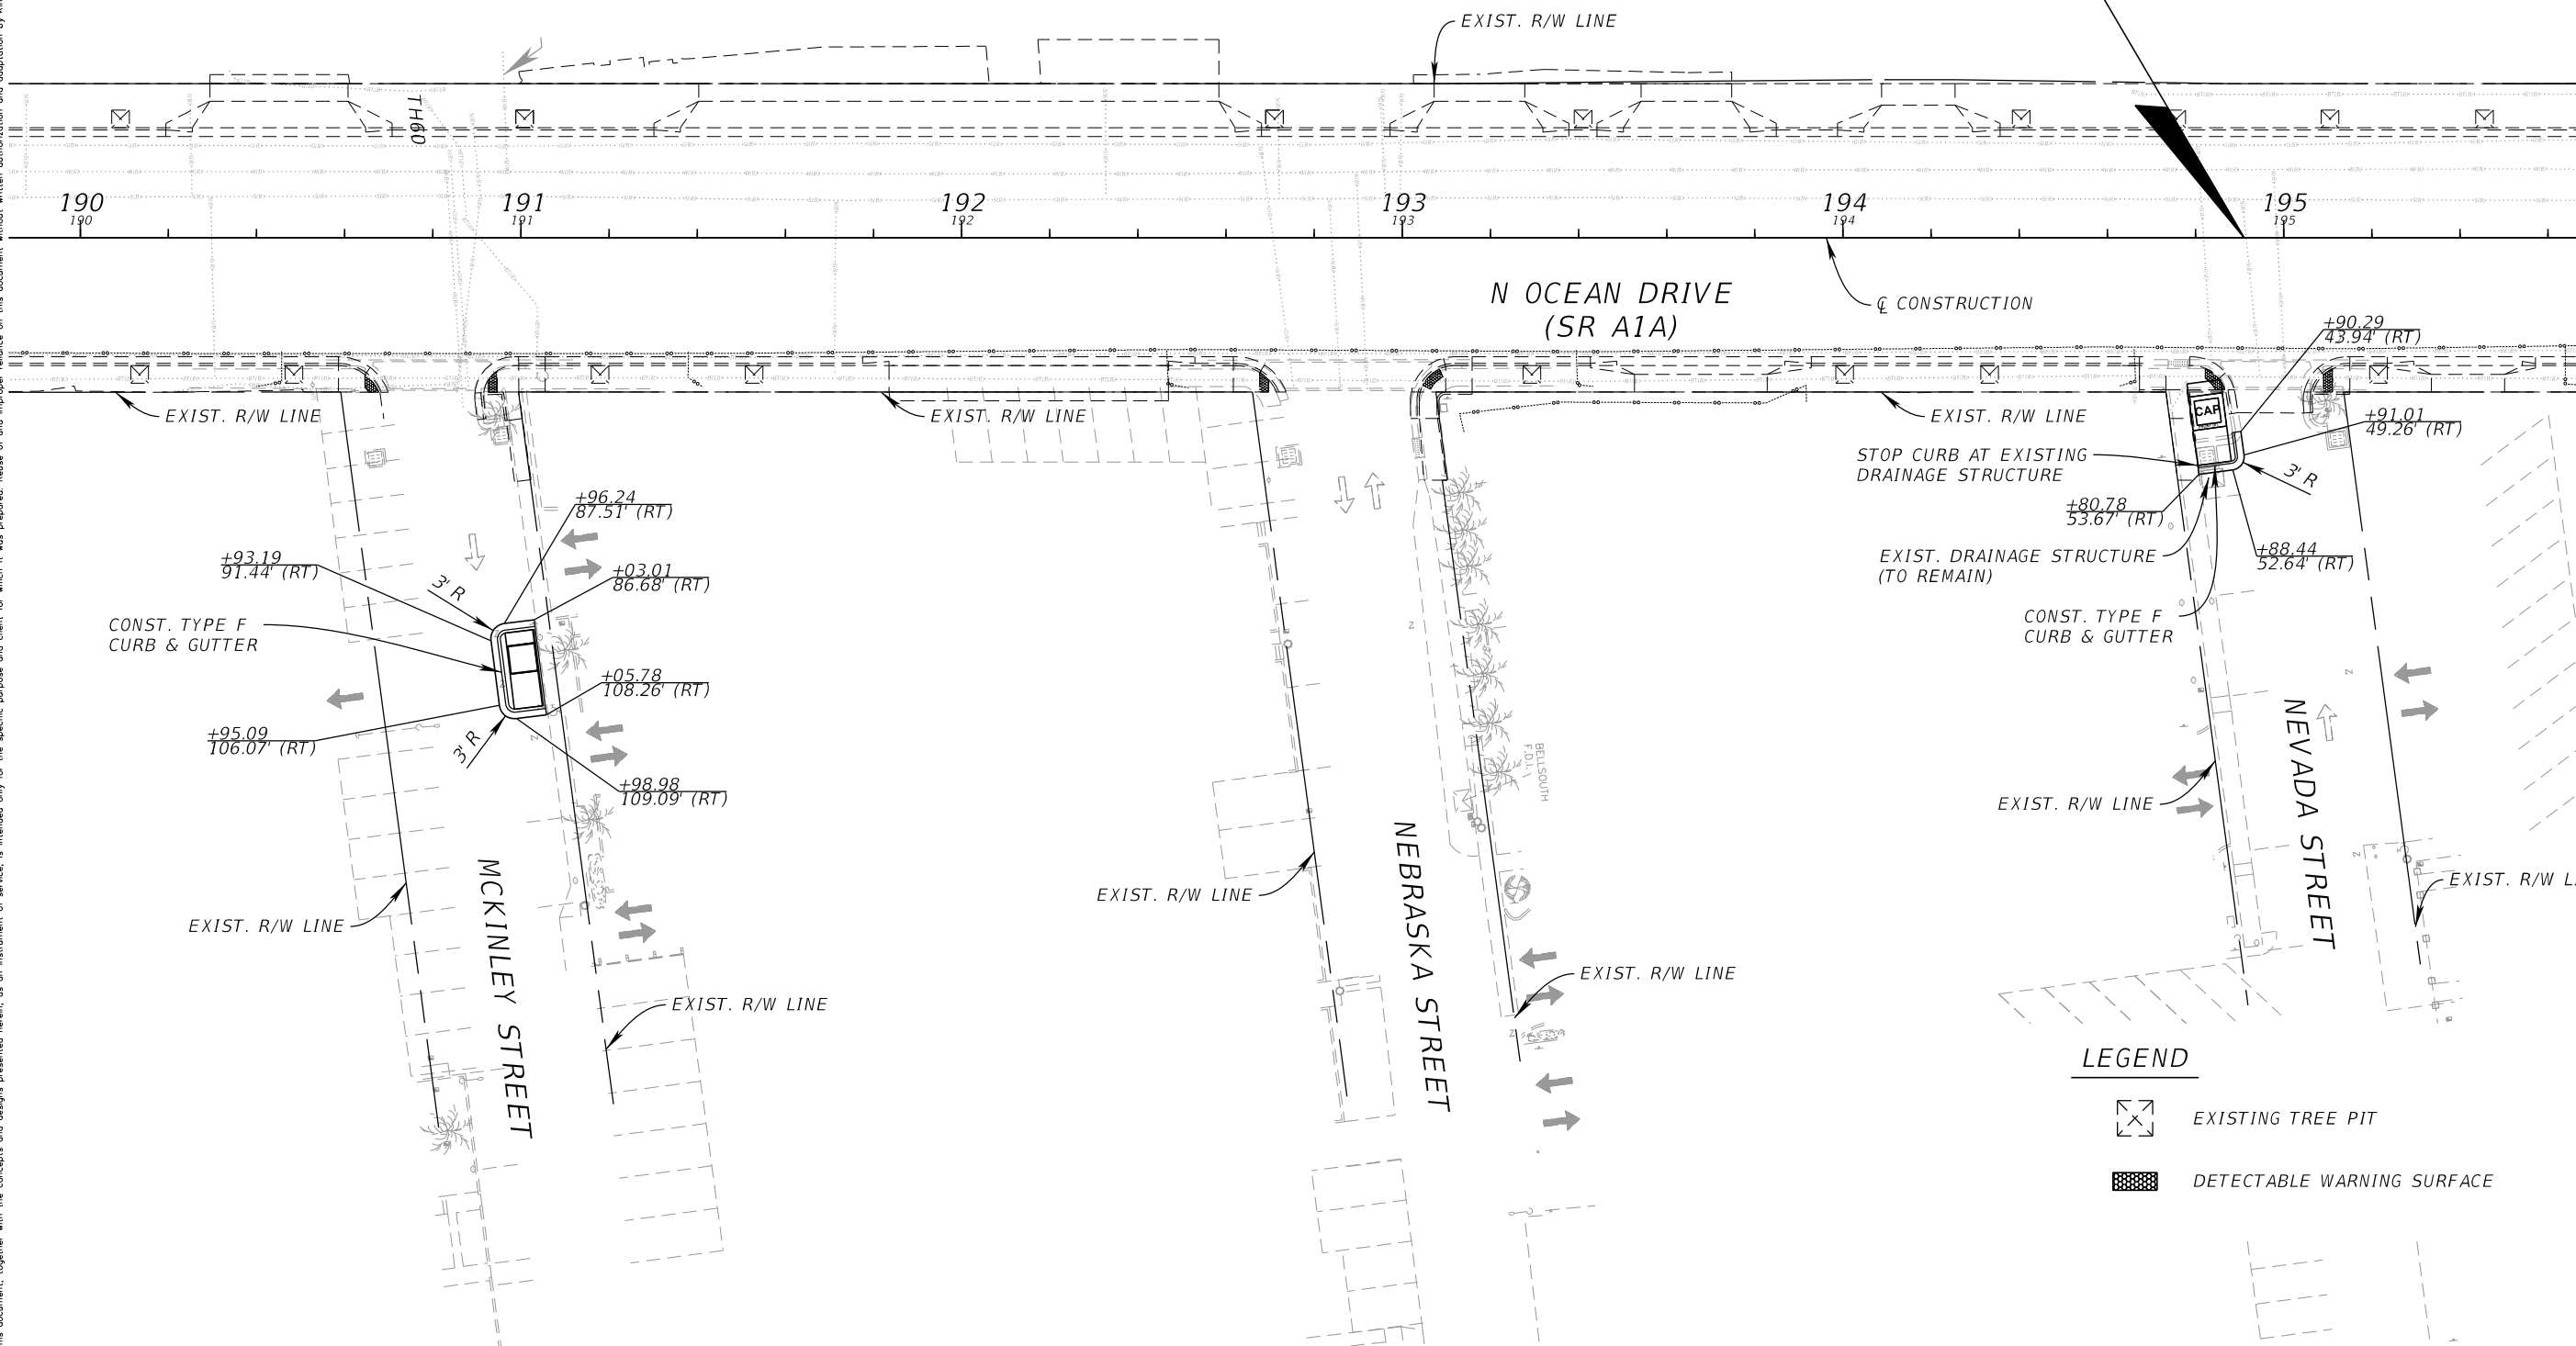 EXIST. R/W LINE
TH60
190
191
192
193
194
195
190
191
192
193
194
195
N OCEAN DRIVE
(SR A1A)
℄ CONSTRUCTION
+90.29
43.94' (RT)
EXIST. R/W LINE
EXIST. R/W LINE
EXIST. R/W LINE
CAP
+91.01
49.26' (RT)
STOP CURB AT EXISTING
DRAINAGE STRUCTURE
3' R
+96.24
87.51' (RT)
+80.78
53.67' (RT)
+93.19
91.44' (RT)
+03.01
86.68' (RT)
3' R
EXIST. DRAINAGE STRUCTURE
(TO REMAIN)
+88.44
52.64' (RT)
CONST. TYPE F
CURB & GUTTER
CONST. TYPE F
CURB & GUTTER
+05.78
108.26' (RT)
+95.09
106.07' (RT)
3' R
+98.98
109.09' (RT)
BELLSOUTH
F.D.I.
EXIST. R/W LINE
NEVADA STREET
EXIST. R/W LINE
EXIST. R/W L
EXIST. R/W LINE
MCKINLEY STREET
NEBRASKA STREET
EXIST. R/W LINE
EXIST. R/W LINE
LEGEND
EXISTING TREE PIT
DETECTABLE WARNING SURFACE